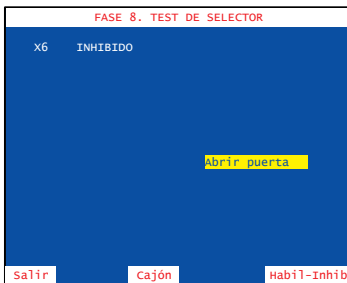 FASE 8. TEST DE SELECTOR
X6 INHIBIDO
Abrir puerta
Salir Cajón Habil-Inhib